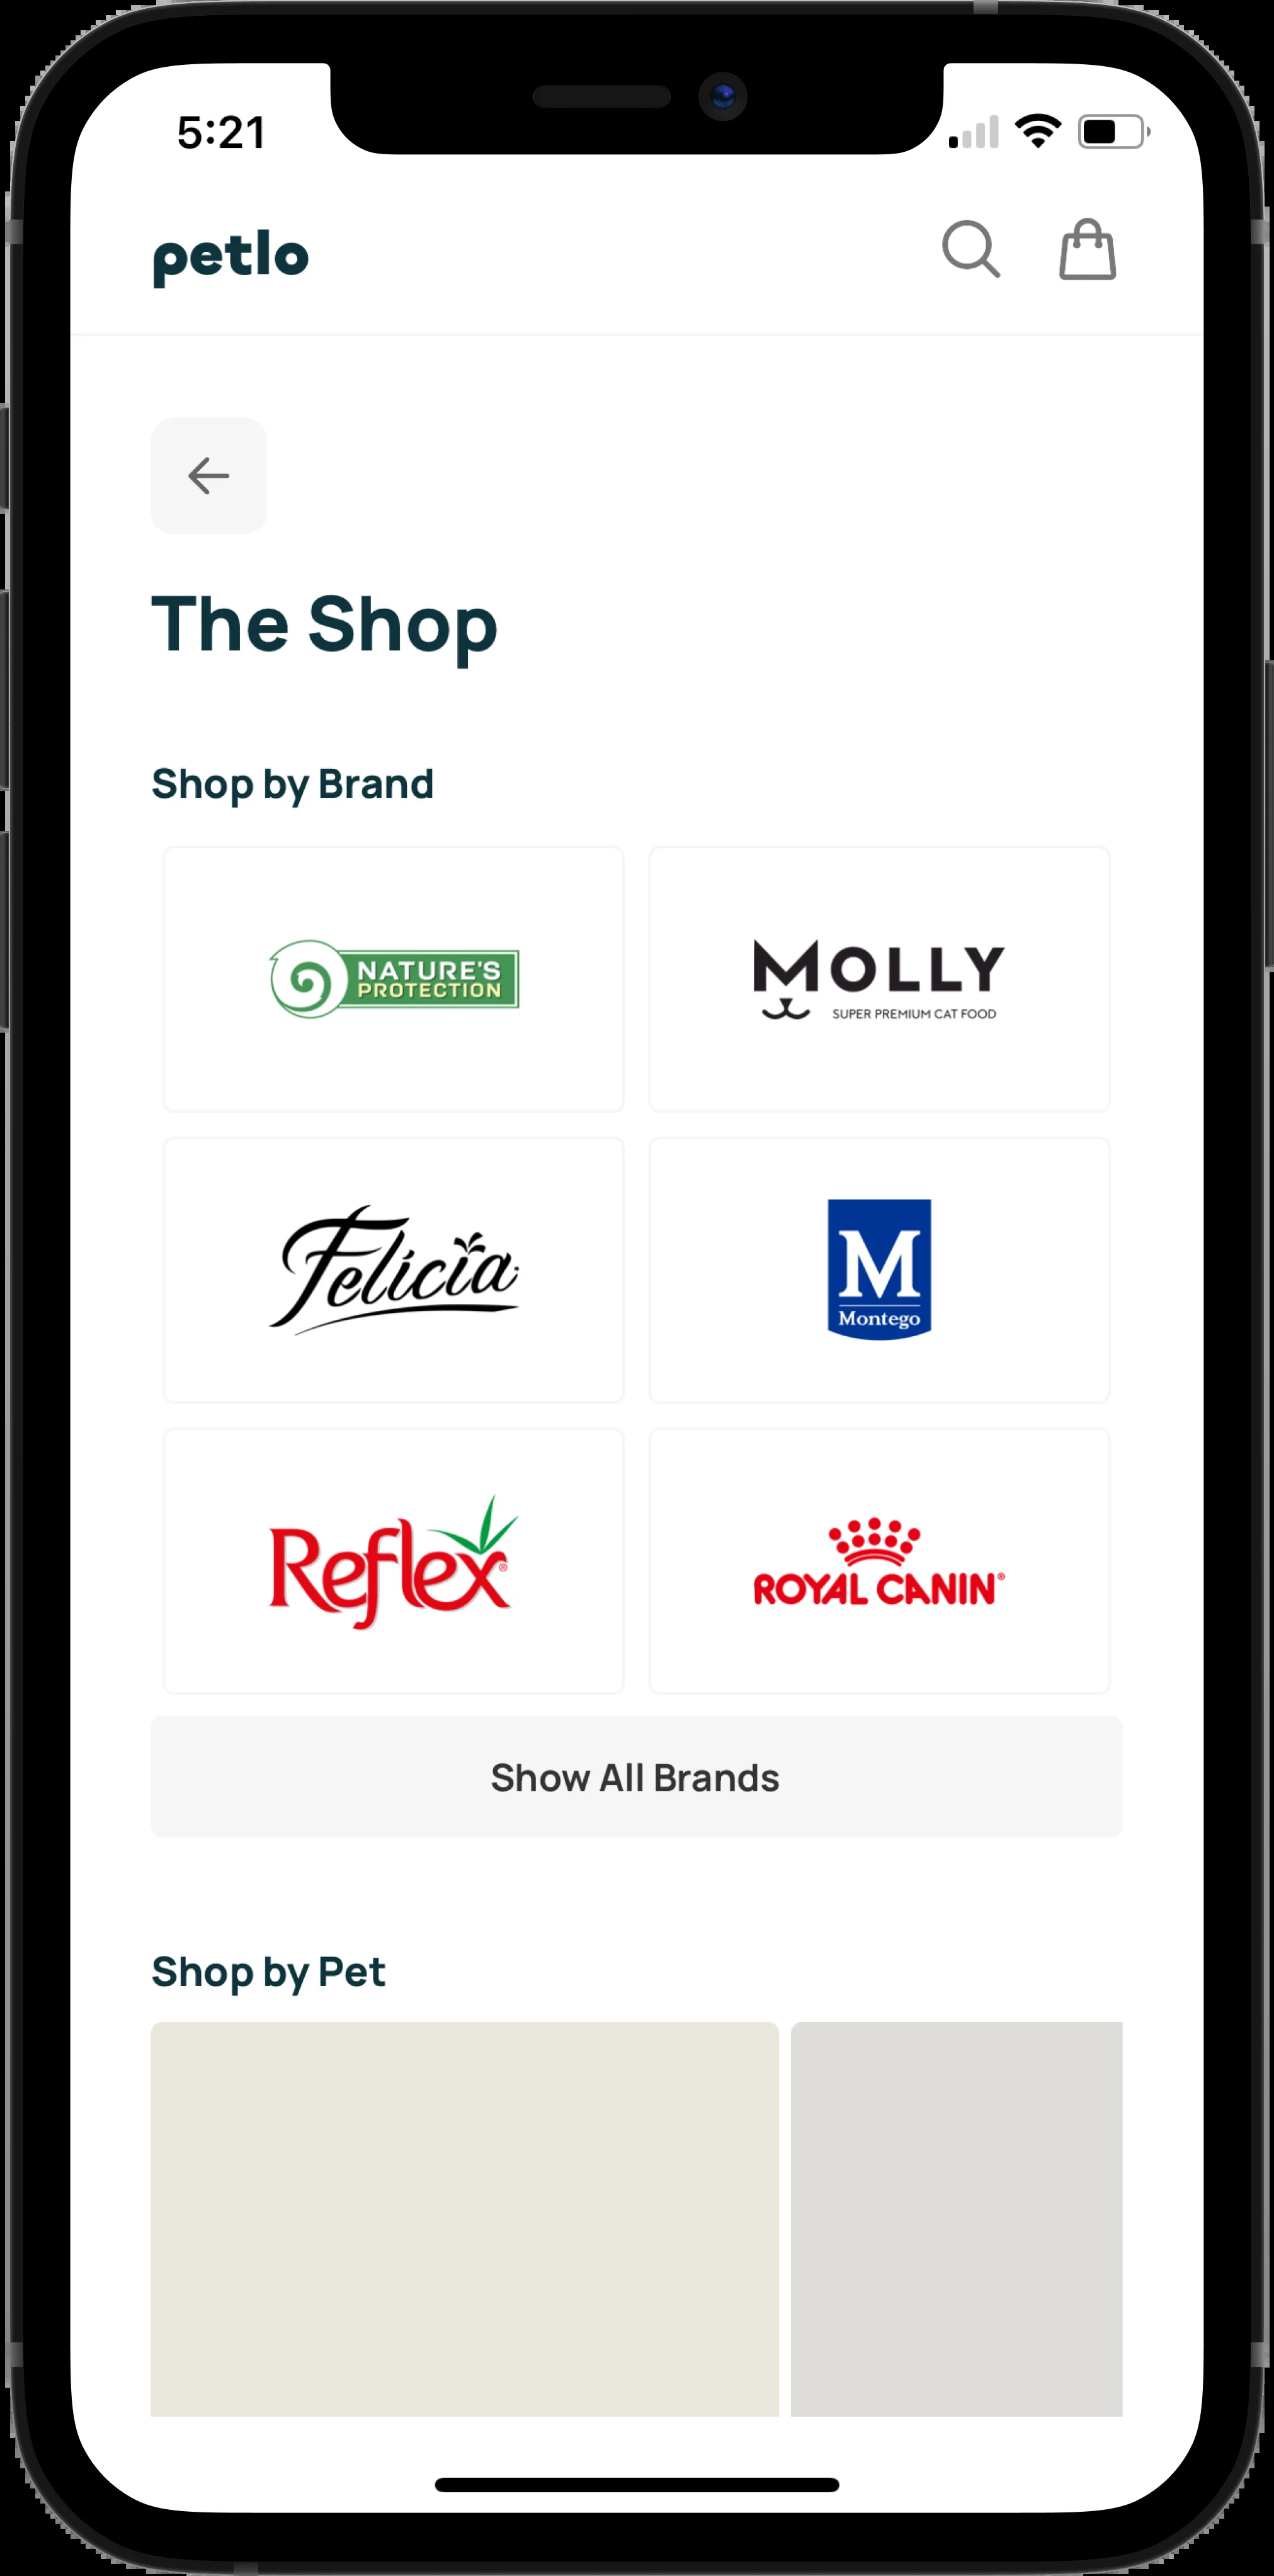 5:21
petlo
The Shop
Shop by Brand
NATURE'S
PROTECTION
MOLLY
SUPER PREMIUM CAT FOOD
Felicia
M
Montego
Reflex®
ROYAL CANIN®
Show All Brands
Shop by Pet